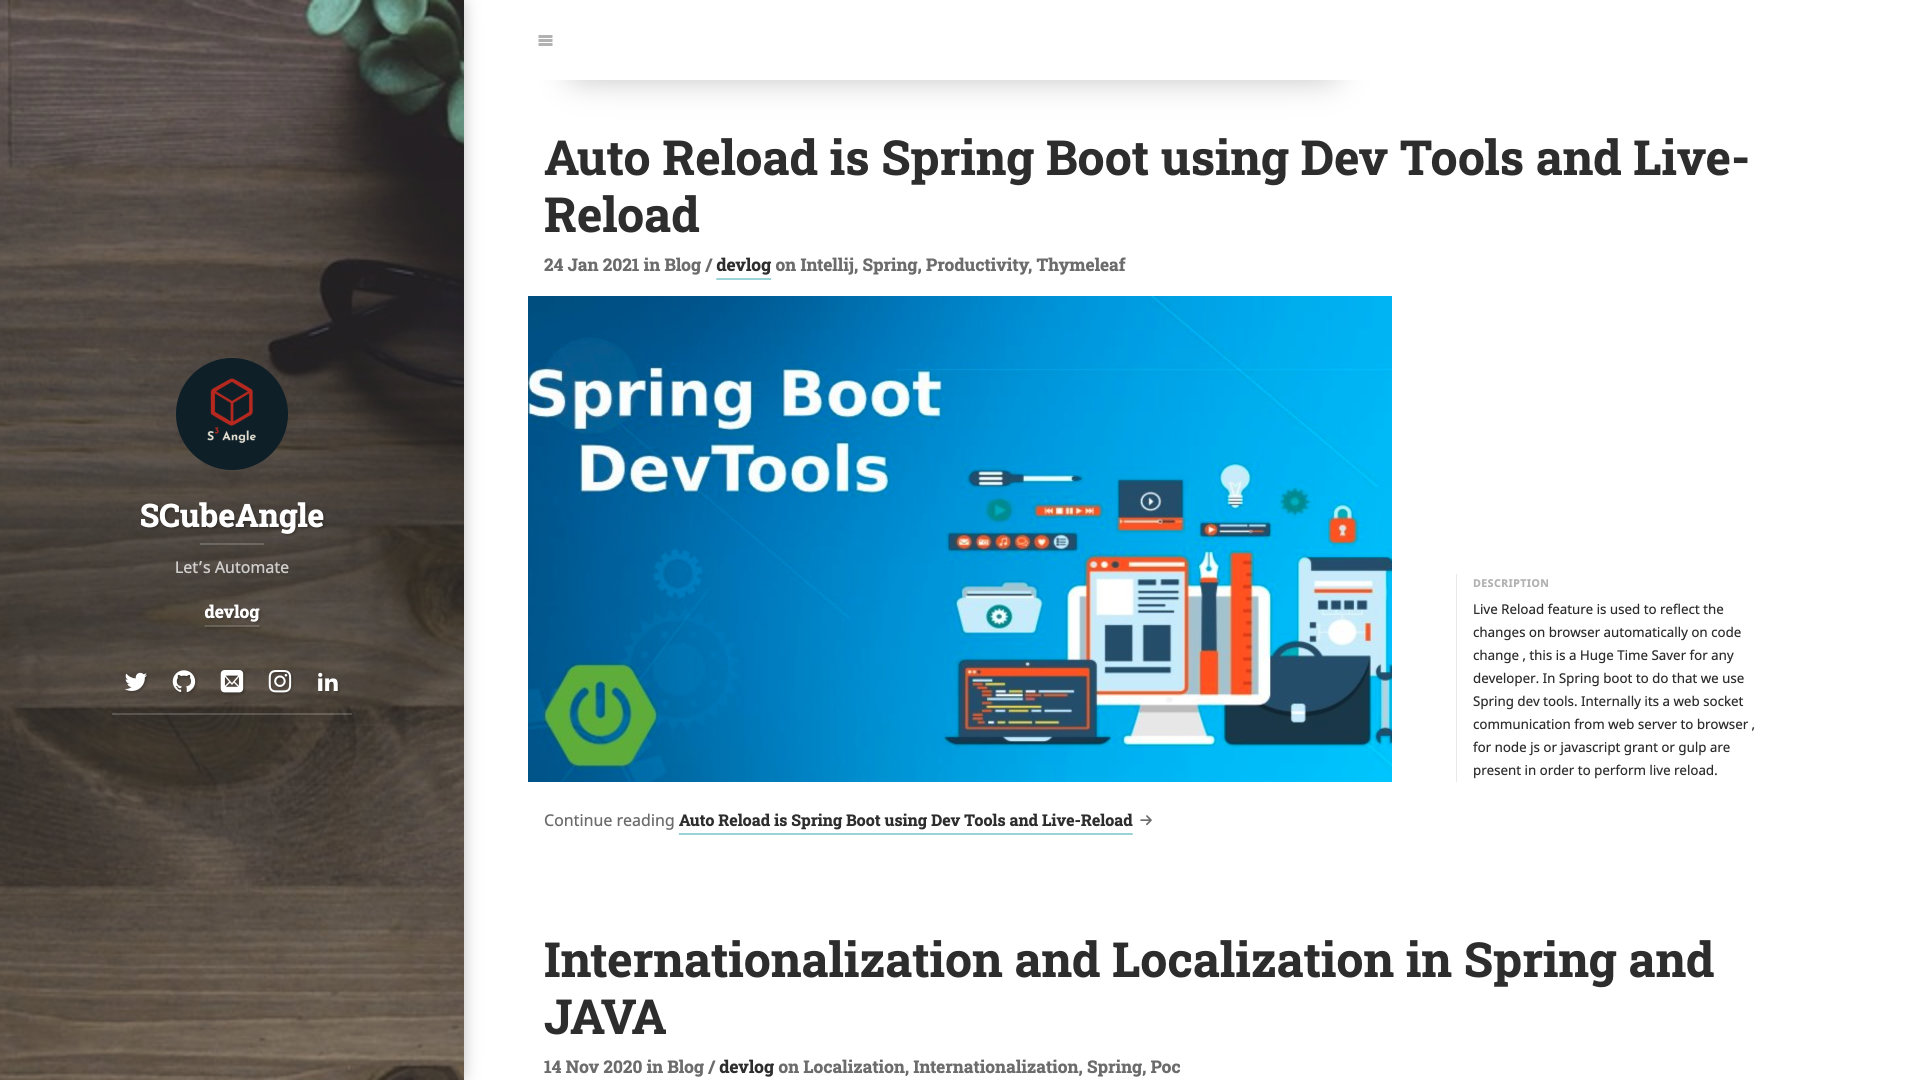 S3 Angle
SCubeAngle
Let's Automate
devlog
Auto Reload is Spring Boot using Dev Tools and Live-
Reload
24 Jan 2021 in Blog / devlog on Intellij, Spring, Productivity, Thymeleaf
Spring Boot
DevTools
DESCRIPTION
Live Reload feature is used to reflect the
changes on browser automatically on code
change , this is a Huge Time Saver for any
developer. In Spring boot to do that we use
Spring dev tools. Internally its a web socket
communication from web server to browser ,
for node js or javascript grant or gulp are
present in order to perform live reload.
Continue reading Auto Reload is Spring Boot using Dev Tools and Live-Reload →
Internationalization and Localization in Spring and
JAVA
14 Nov 2020 in Blog / devlog on Localization, Internationalization, Spring, Poc